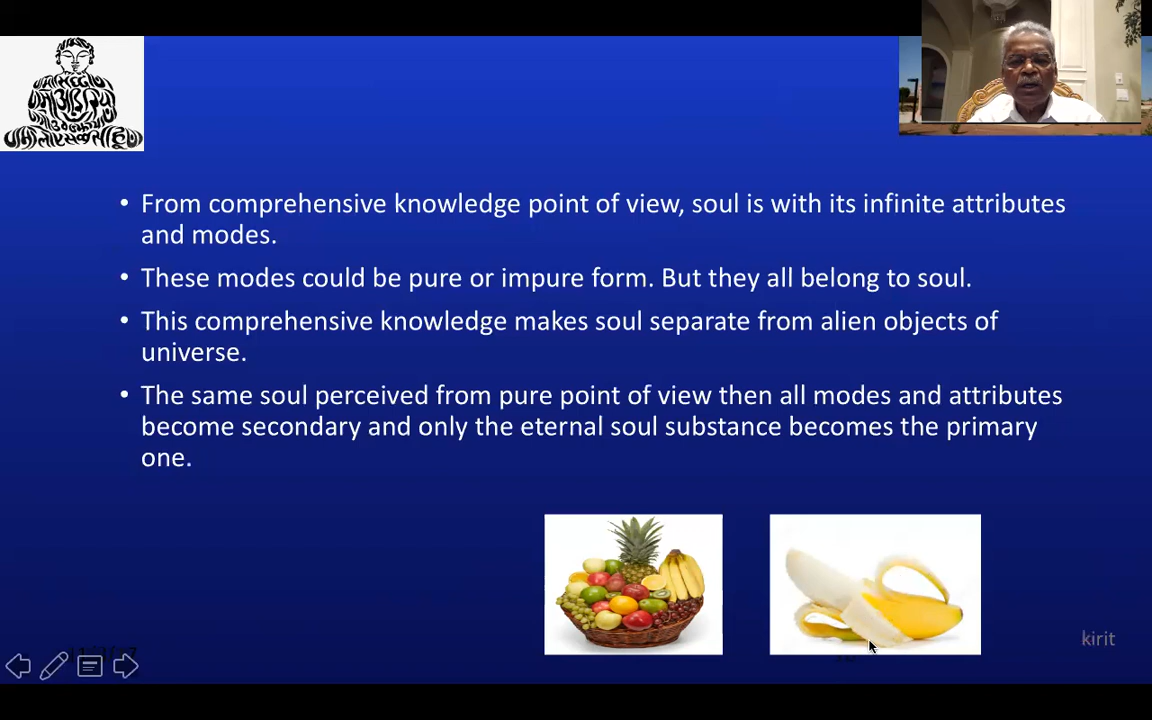 • From comprehensive knowledge point of view, soul is with its infinite attributes
and modes.
• These modes could be pure or impure form. But they all belong to soul.
• This comprehensive knowledge makes soul separate from alien objects of
universe.
• The same soul perceived from pure point of view then all modes and attributes
become secondary and only the eternal soul substance becomes the primary
one.
kirit